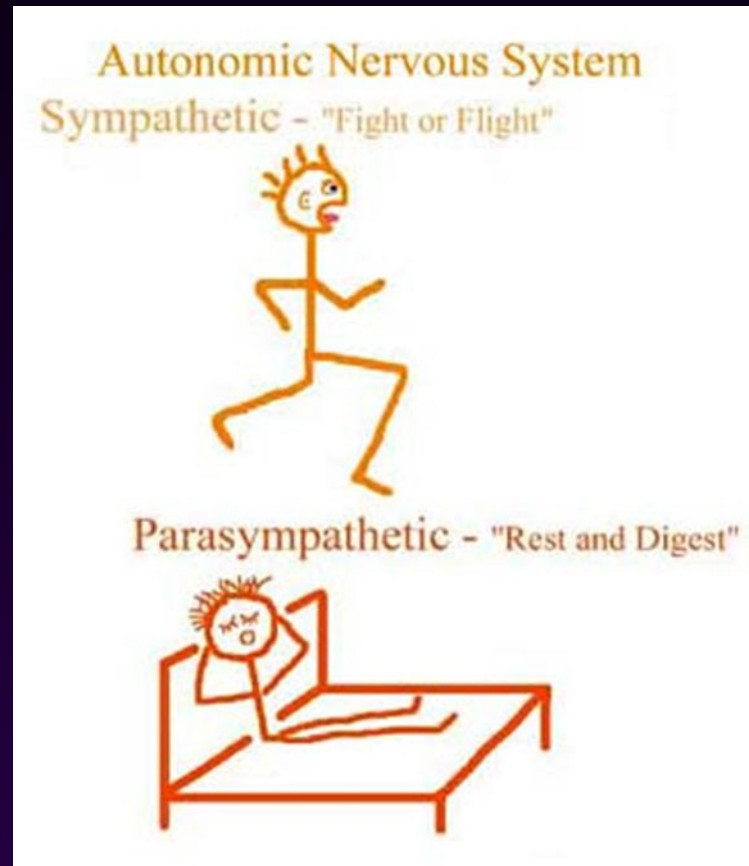 Autonomic Nervous System
Sympathetic - "Fight or Flight"
Parasympathetic - "Rest and Digest"